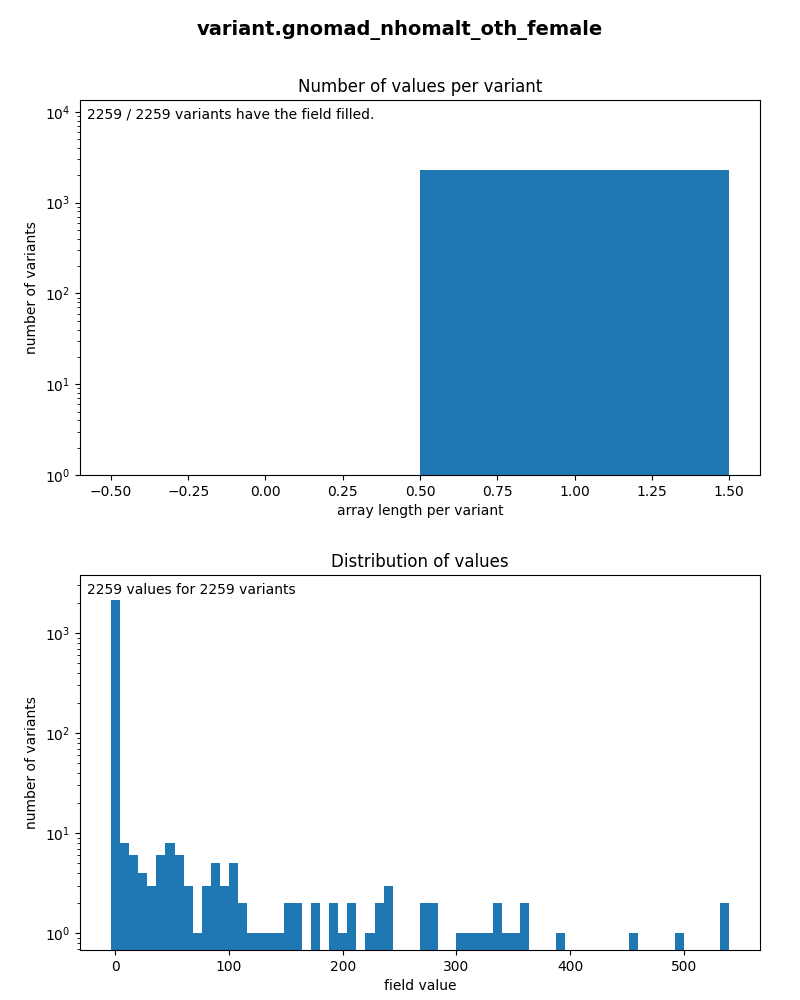 variant.gnomad_nhomalt_oth_female
Number of values per variant
2259 / 2259 variants have the field filled.
10^4
10^3
10^2
10^1
10^0
number of variants
−0.50 −0.25 0.00 0.25 0.50 0.75 1.00 1.25 1.50
array length per variant
Distribution of values
2259 values for 2259 variants
10^3
10^2
10^1
10^0
number of variants
0 100 200 300 400 500
field value